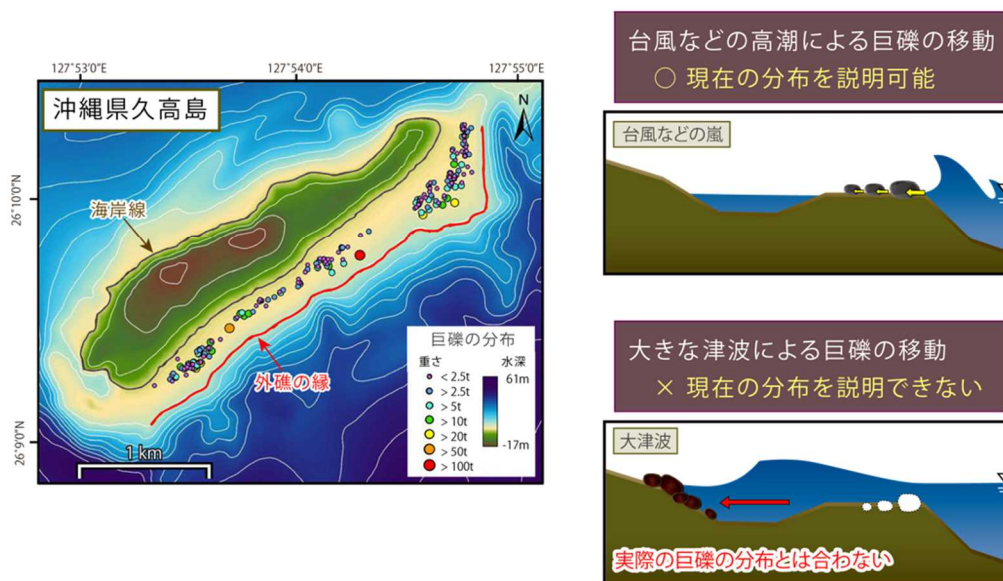 127°53'0"E
127°54'0"E
127°55'0"E
沖縄県久高島
N
26°10'0"N
海岸線
巨礫の分布
重さ
水深
< 2.5t
> 2.5t
> 5t
> 10t
> 20t
> 50t
> 100t
61m
-17m
外礁の縁
26°9'0"N
1 km
台風などの高潮による巨礫の移動
○ 現在の分布を説明可能
台風などの嵐
大きな津波による巨礫の移動
× 現在の分布を説明できない
大津波
実際の巨礫の分布とは合わない